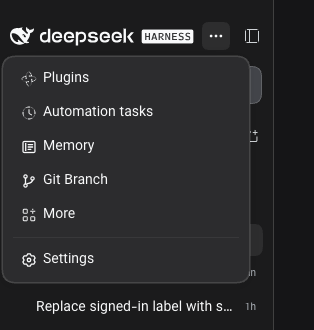 deepseek HARNESS
Plugins
Automation tasks
Memory
Git Branch
More
Settings
Replace signed-in label with s... 1h